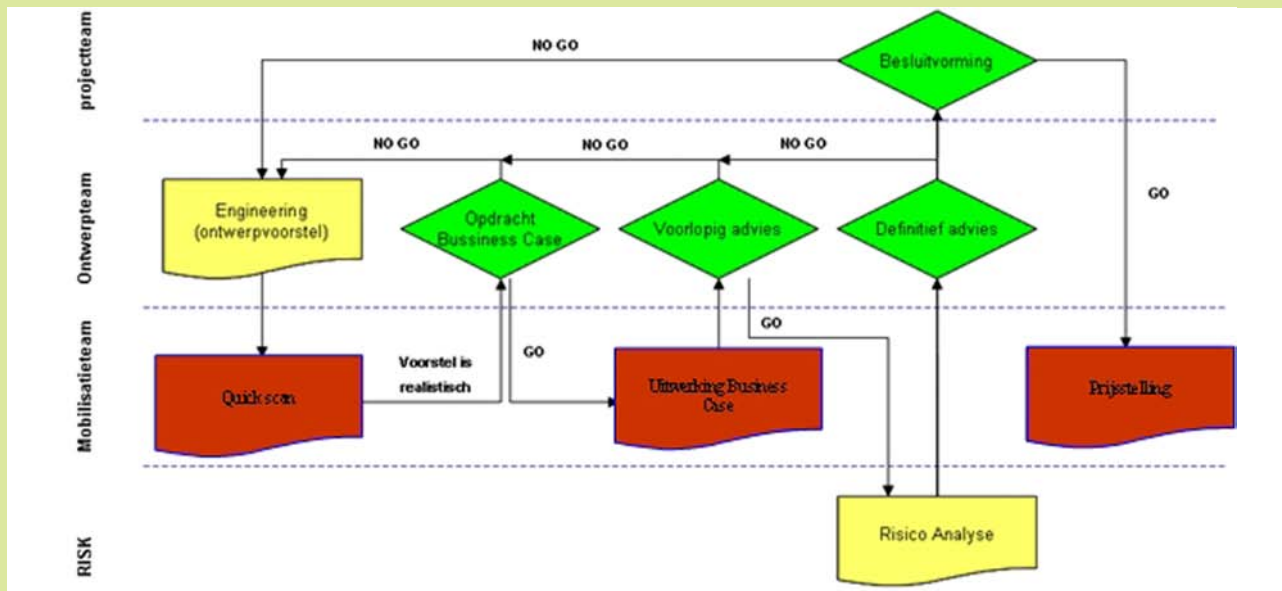 projectteam
NO GO
Besluitvorming
Ontwerpteam
NO GO
NO GO
NO GO
GO
Engineering
(ontwerpvoorstel)
Opdracht
Bussiness Case
Voorlopig advies
Definitief advies
Mobilisatieteam
Quick scan
Voorstel is
realistisch
GO
Uitwerking Business
Case
GO
Prijsstelling
RISK
Risico Analyse